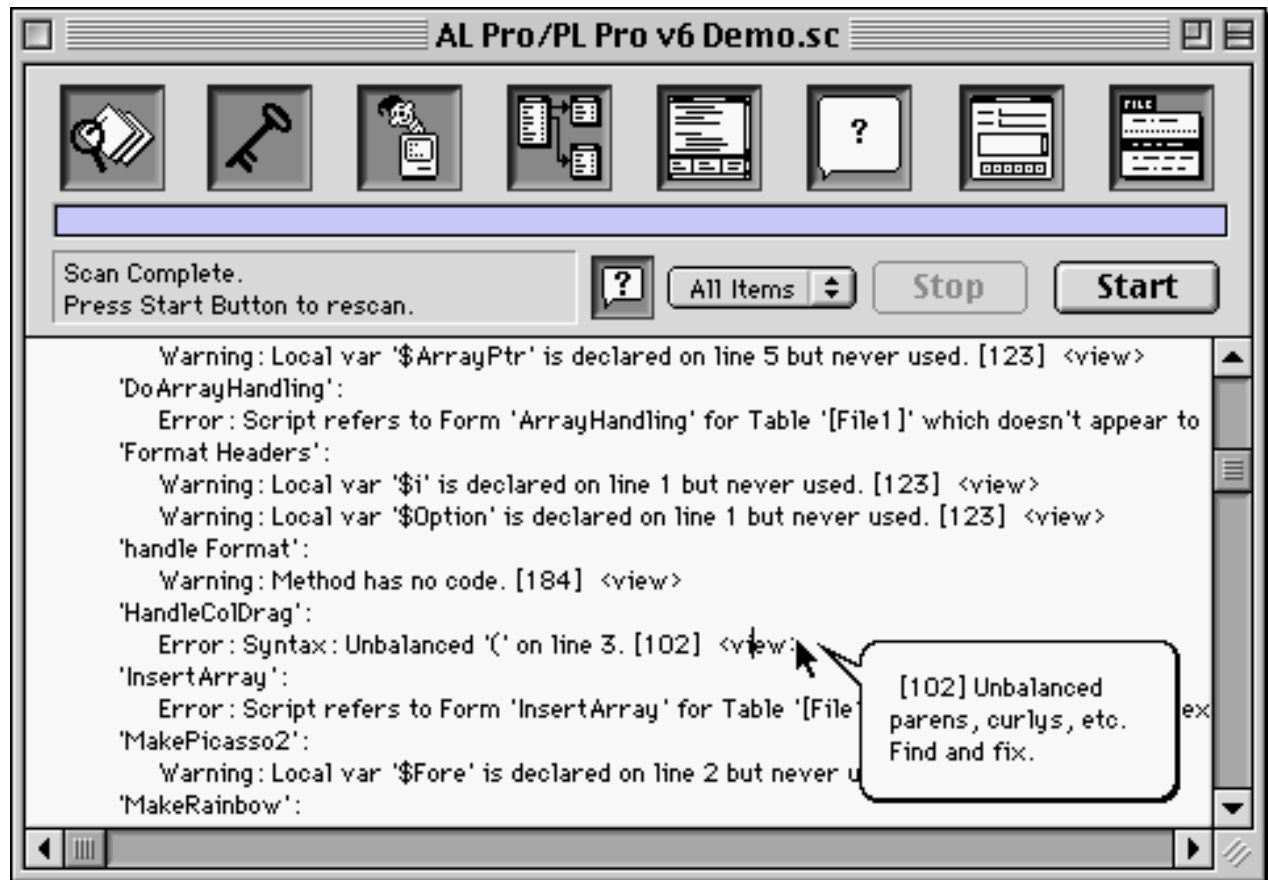 AL Pro/PL Pro v6 Demo.sc
?
FILE
Scan Complete.
Press Start Button to rescan.
?
All Items
Stop
Start
Warning: Local var '$ArrayPtr' is declared on line 5 but never used. [123] <view>
'DoArrayHandling':
Error: Script refers to Form 'ArrayHandling' for Table '[File1]' which doesn't appear to
'Format Headers':
Warning: Local var '$i' is declared on line 1 but never used. [123] <view>
Warning: Local var '$Option' is declared on line 1 but never used. [123] <view>
'handle Format':
Warning: Method has no code. [184] <view>
'HandleColDrag':
Error: Syntax: Unbalanced '(' on line 3. [102] <view>
'InsertArray':
Error: Script refers to Form 'InsertArray' for Table '[File ex
'MakePicasso2':
Warning: Local var '$Fore' is declared on line 2 but never u
'MakeRainbow':
[102] Unbalanced
parens, curlys, etc.
Find and fix.